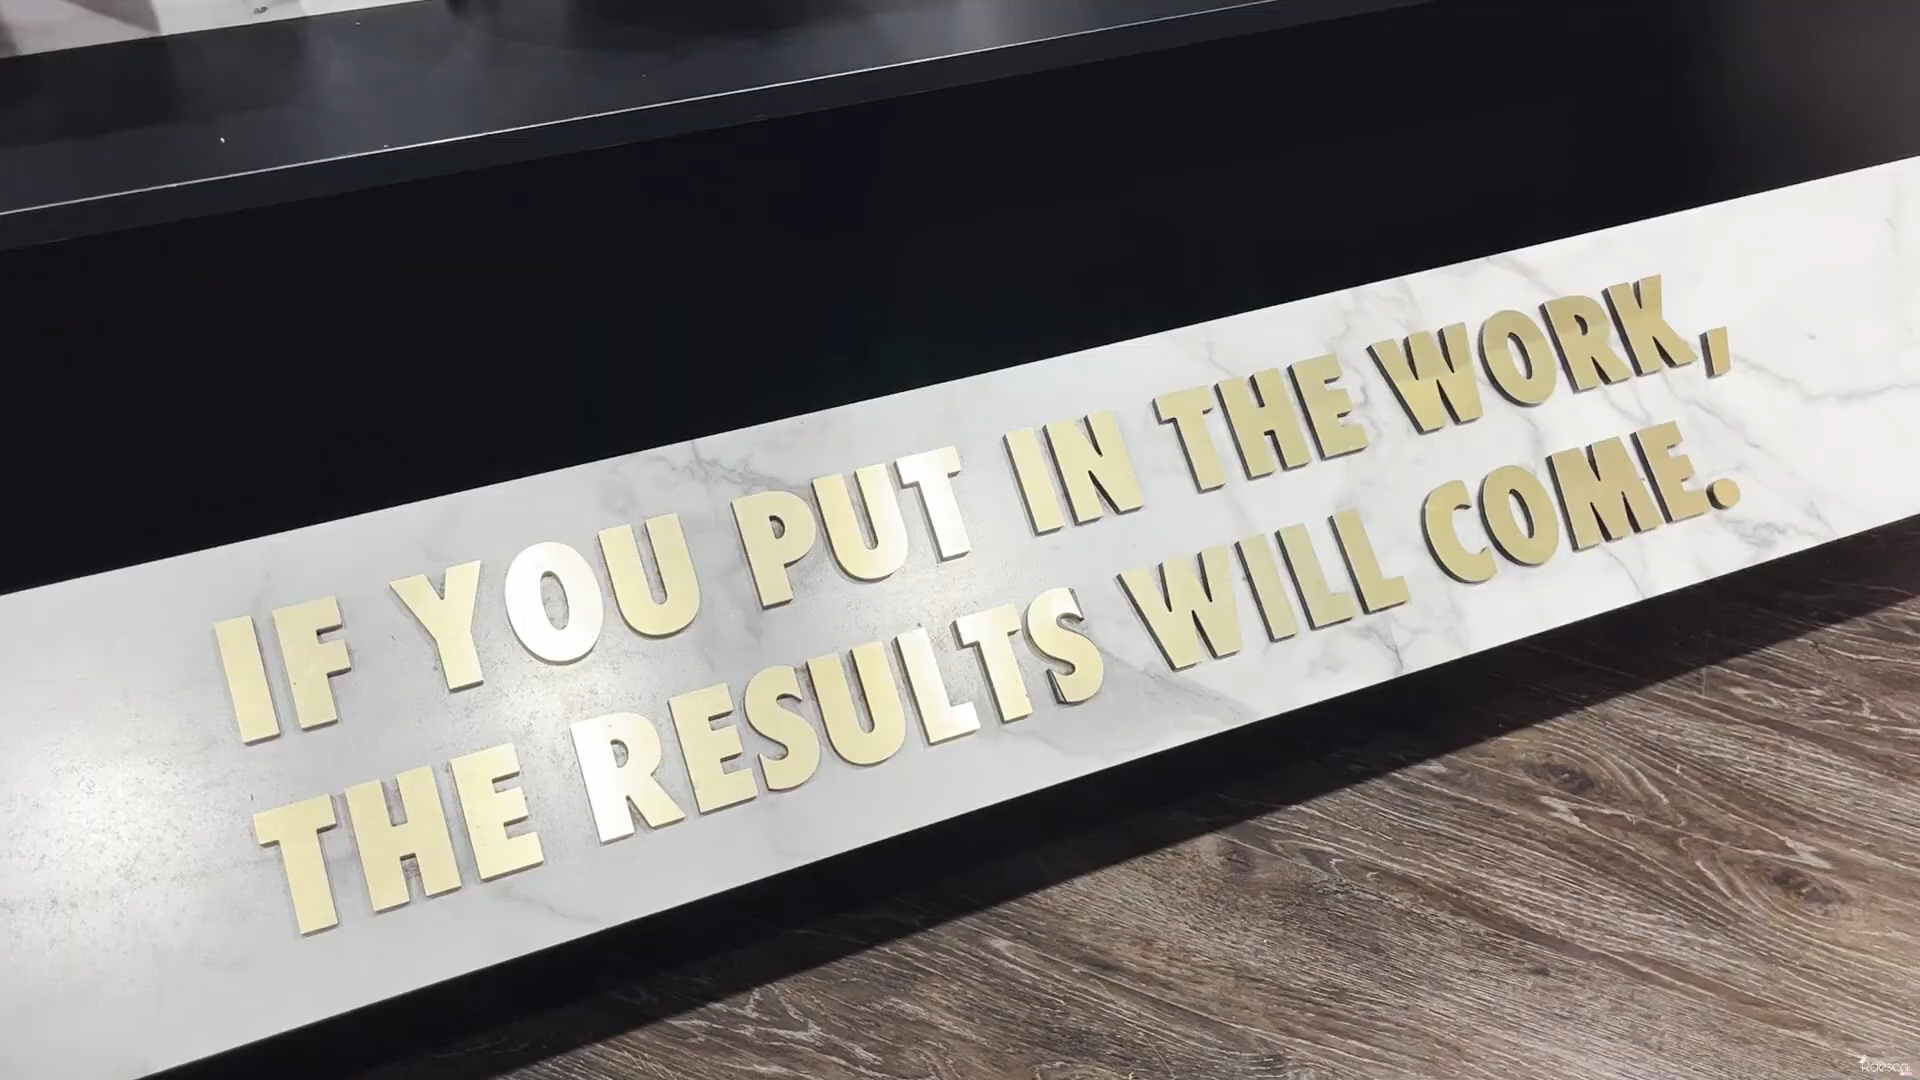 IF YOU PUT IN THE WORK,
THE RESULTS WILL COME.